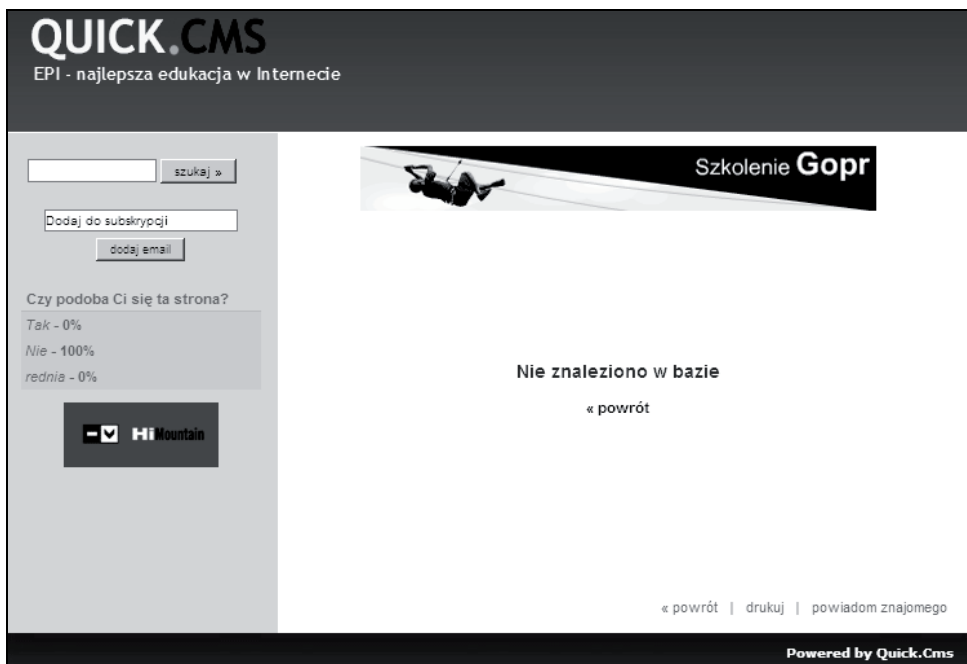 QUICK.CMS
EPI - najlepsza edukacja w Internecie
szukaj »
Szkolenie Gopr
Dodaj do subskrypcji
dodaj email
Czy podoba Ci się ta strona?
Tak - 0%
Nie - 100%
rednia - 0%
HiMountain
Nie znaleziono w bazie
« powrót
« powrót | drukuj | powiadom znajomego
Powered by Quick.Cms